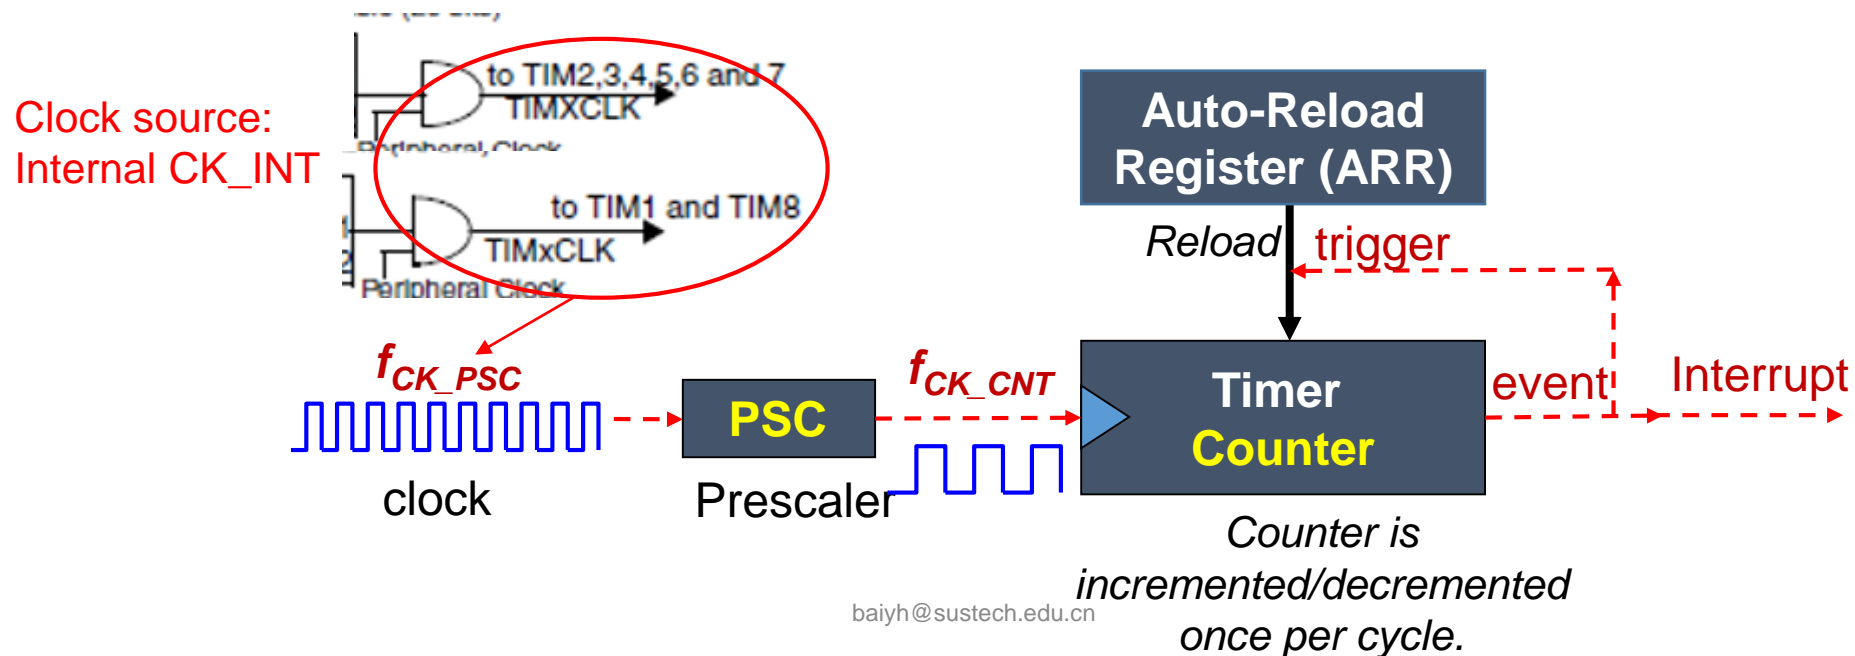 to TIM2,3,4,5,6 and 7
TIMXCLK
Peripheral Clock
Clock source:
Internal CK_INT
to TIM1 and TIM8
TIMxCLK
Peripheral Clock
Auto-Reload
Register (ARR)
Reload
trigger
fCK_PSC
clock
PSC
Prescaler
fCK_CNT
Timer
Counter
event
Interrupt
Counter is
incremented/decremented
once per cycle.
baiyh@sustech.edu.cn